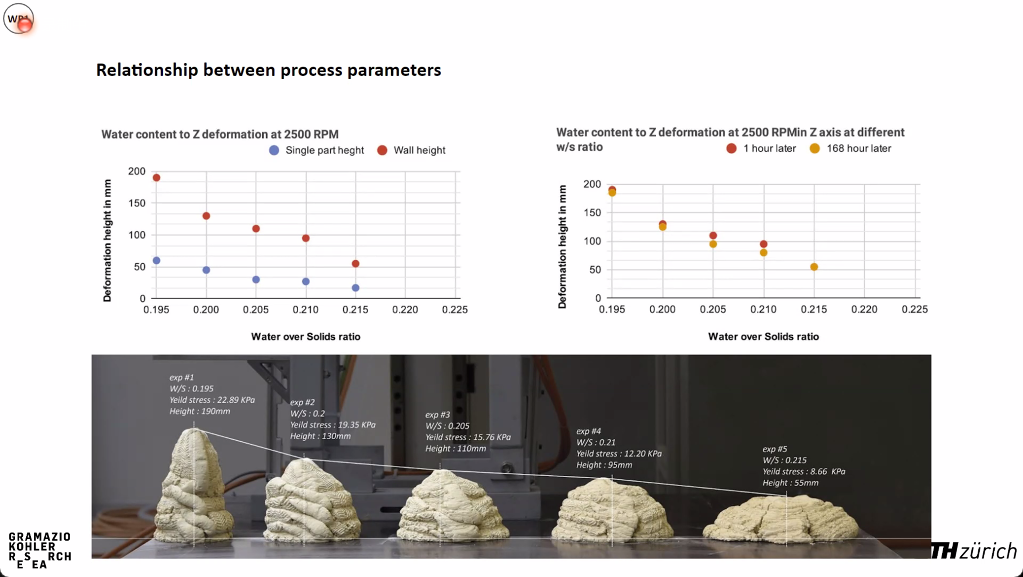 Relationship between process parameters
Water content to Z deformation at 2500 RPM
Single part heght
Wall height
Deformation height in mm
200
150
100
50
0
0.195
0.200
0.205
0.210
0.215
0.220
0.225
Water over Solids ratio
Water content to Z deformation at 2500 RPMin Z axis at different
w/s ratio
1 hour later
168 hour later
Deformation height in mm
200
150
100
50
0
0.195
0.200
0.205
0.210
0.215
0.220
0.225
Water over Solids ratio
exp #1
W/S : 0.195
Yeild stress : 22.89 KPa
Height : 190mm
exp #2
W/S : 0.2
Yeild stress : 19.35 KPa
Height : 130mm
exp #3
W/S : 0.205
Yeild stress : 15.76 KPa
Height : 110mm
exp #4
W/S : 0.21
Yeild stress : 12.20 KPa
Height : 95mm
exp #5
W/S : 0.215
Yeild stress : 8.66 KPa
Height : 55mm
GRAMAZIO
KOHLER
R S RCH
E EA
TH zürich